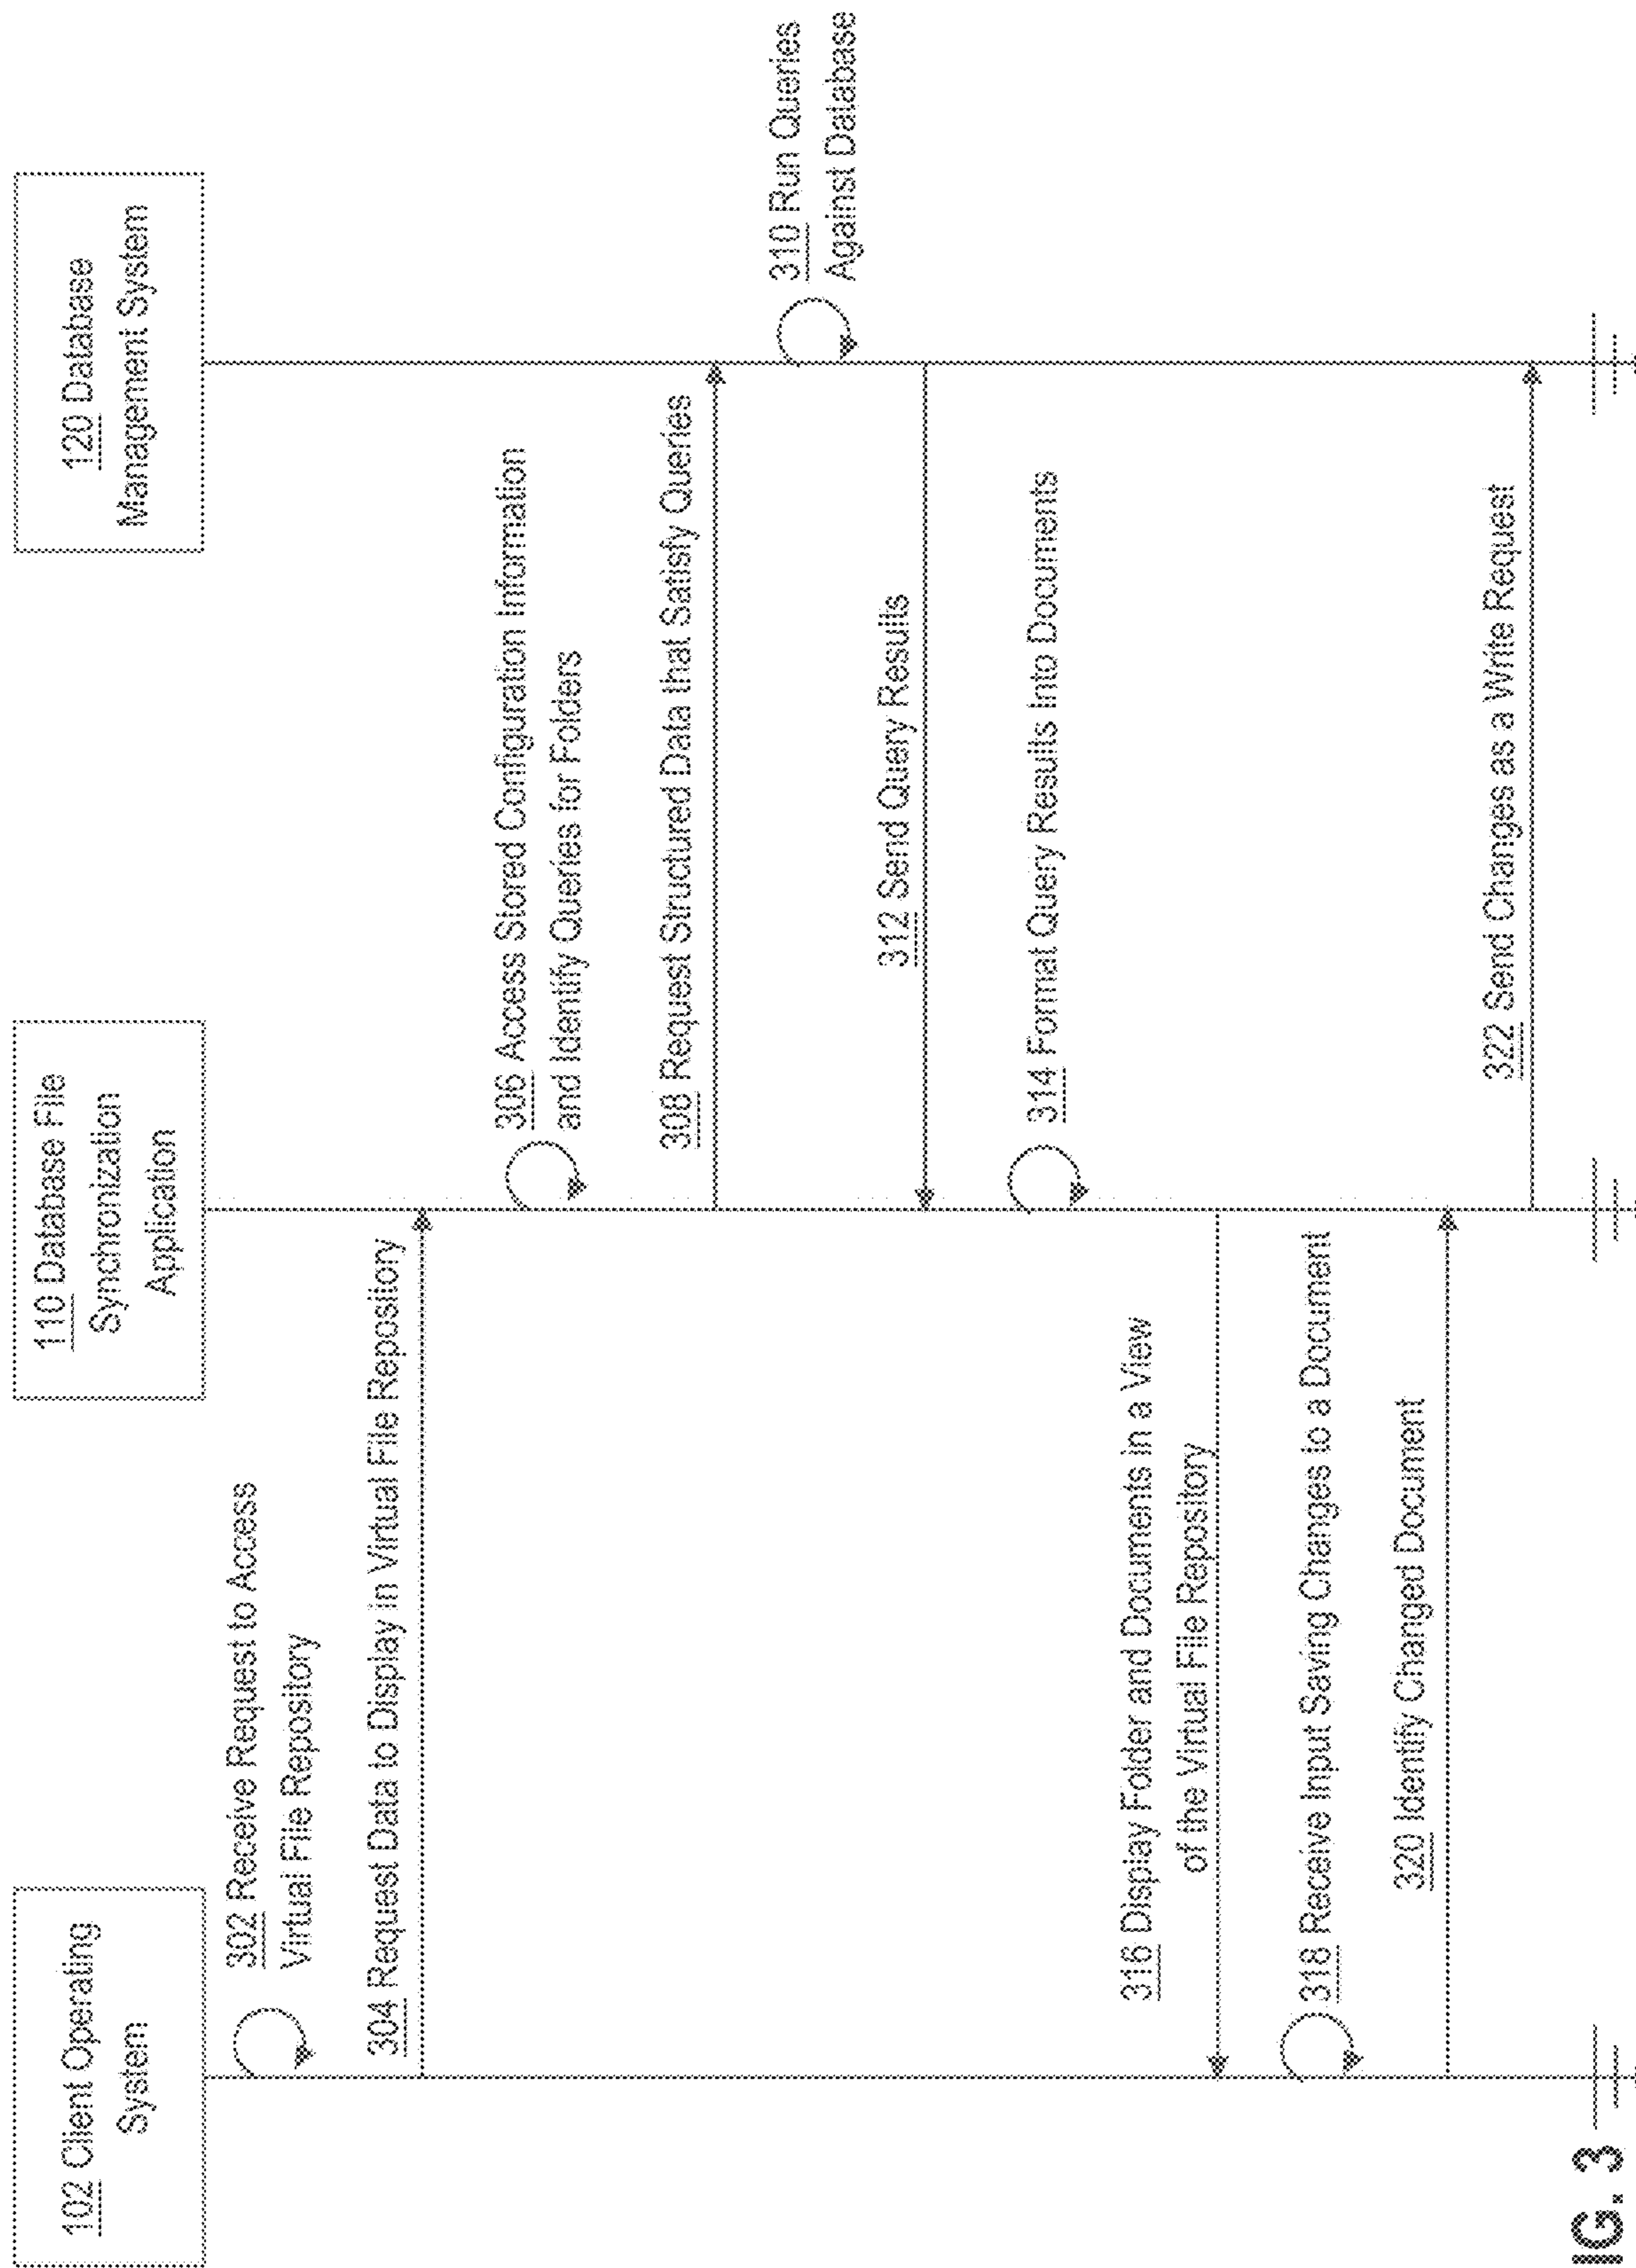 102 Client Operating
System
110 Database File
Synchronization
Application
120 Database
Management System
302 Receive Request to Access
Virtual File Repository
304 Request Data to Display in Virtual File Repository
306 Access Stored Configuration Information
and Identify Queries for Folders
308 Request Structured Data that Satisfy Queries
310 Run Queries
Against Database
312 Send Query Results
314 Format Query Results Into Documents
316 Display Folder and Documents in a View
of the Virtual File Repository
318 Receive Input Saving Changes to a Document
320 Identify Changed Document
322 Send Changes as a Write Request
IG. 3